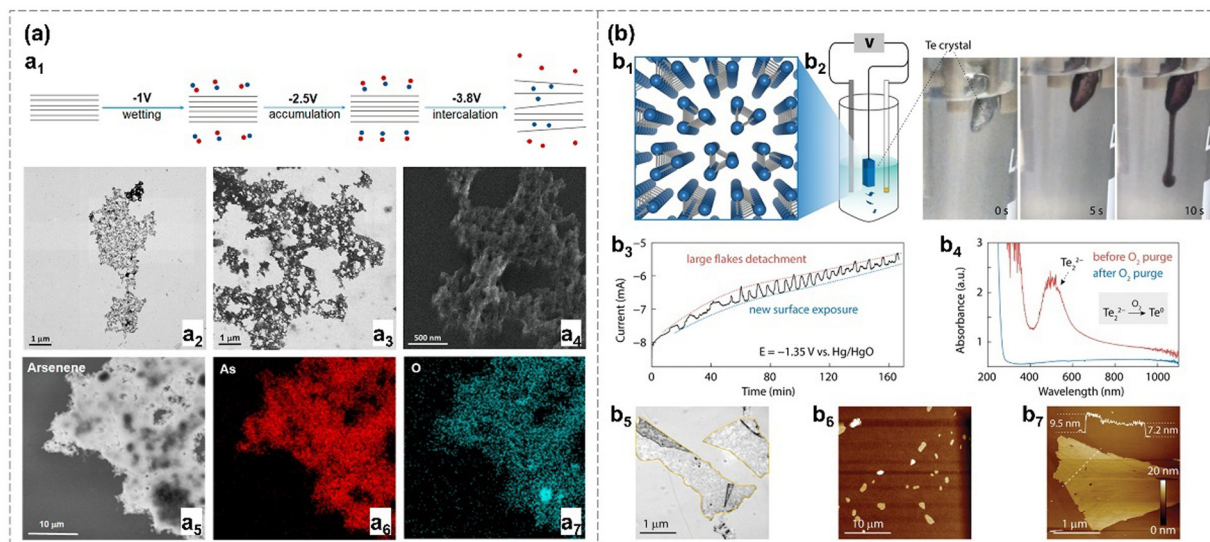 (a)
a1
-1V
wetting
-2.5V
accumulation
-3.8V
intercalation
1 μm
a2
1 μm
a3
500 nm
a4
Arsenene
10 μm
a5
As
a6
O
a7
(b)
b1
b2
V
Te crystal
0 s
5 s
10 s
b3
−5
−6
−7
−8
Current (mA)
large flakes detachment
new surface exposure
E = −1.35 V vs. Hg/HgO
0
40
80
120
160
Time (min)
b4
3
2
1
Absorbance (a.u.)
Te₂²⁻
before O₂ purge
after O₂ purge
O₂
Te₂²⁻ → Te⁰
200
400
600
800
1000
Wavelength (nm)
b5
1 μm
b6
10 μm
b7
9.5 nm
7.2 nm
20 nm
0 nm
1 μm